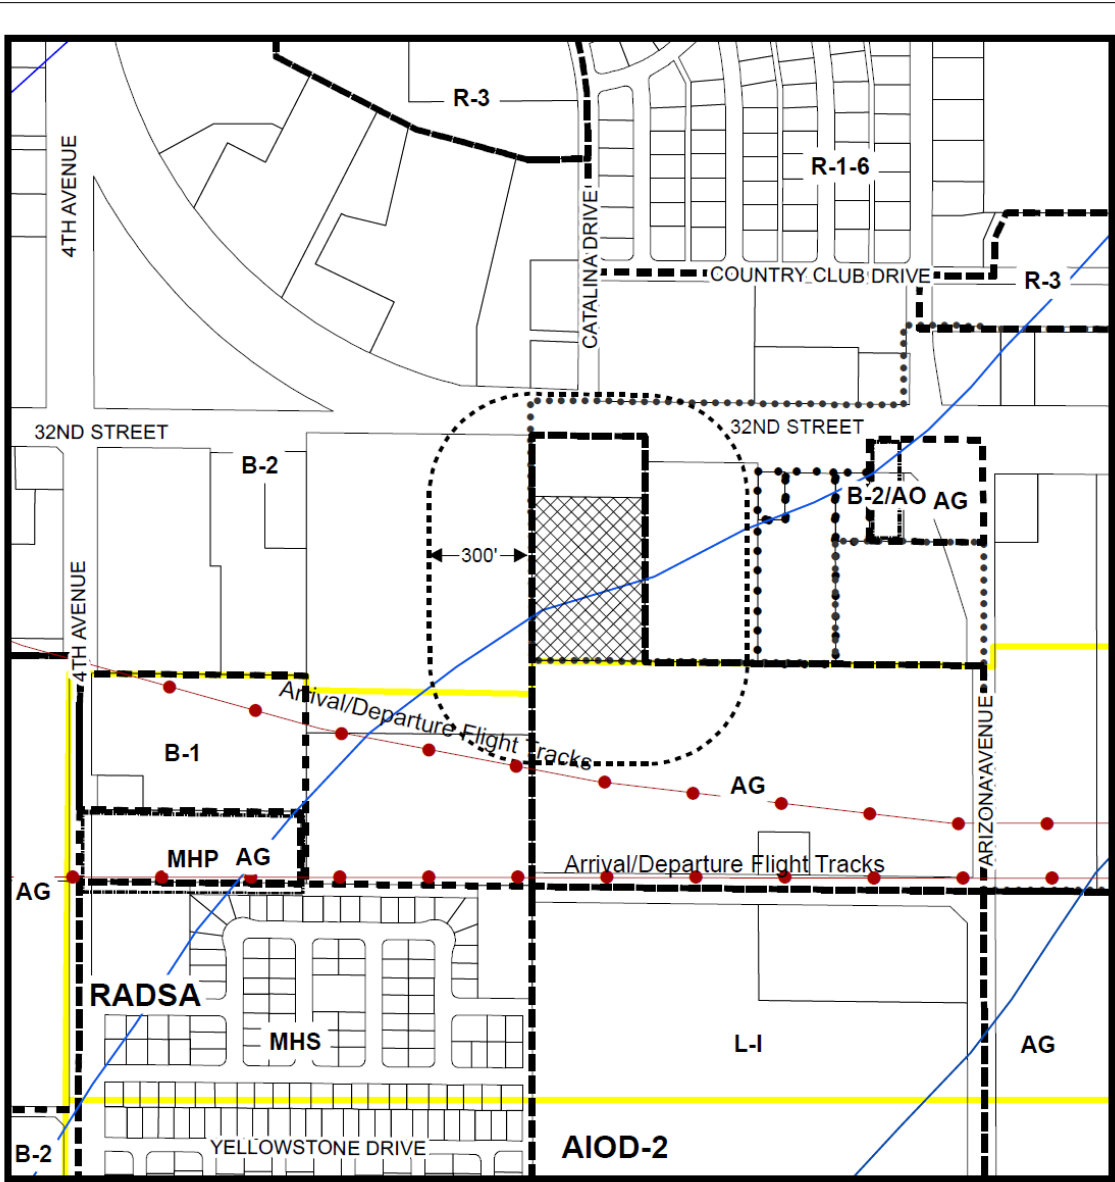 R-3
4TH AVENUE
R-1-6
CATALINA DRIVE
COUNTRY CLUB DRIVE
R-3
32ND STREET
32ND STREET
B-2
B-2/AO
AG
300'
4TH AVENUE
Arrival/Departure Flight Tracks
B-1
AG
ARIZONA AVENUE
MHP
AG
Arrival/Departure Flight Tracks
AG
RADSA
MHS
L-I
AG
YELLOWSTONE DRIVE
AIOD-2
B-2